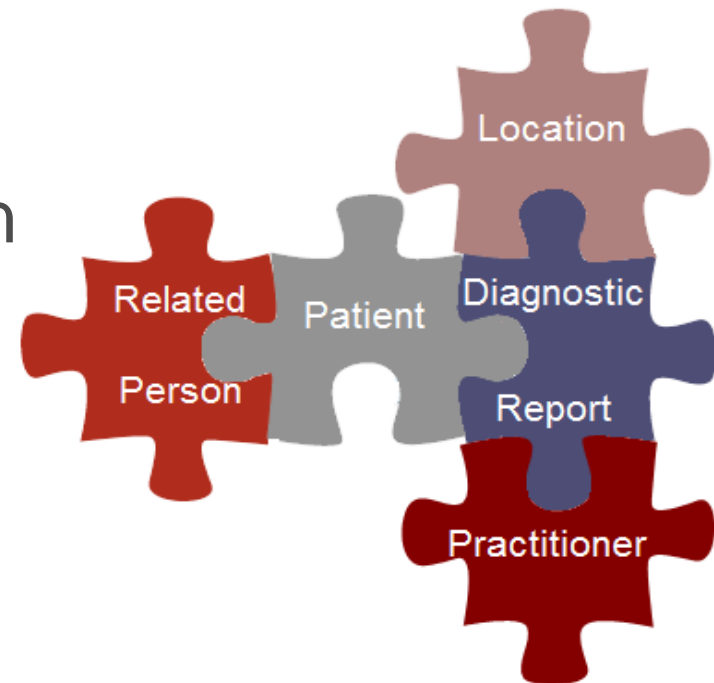 n
Location
Related
Person
Patient
Diagnostic
Report
Practitioner